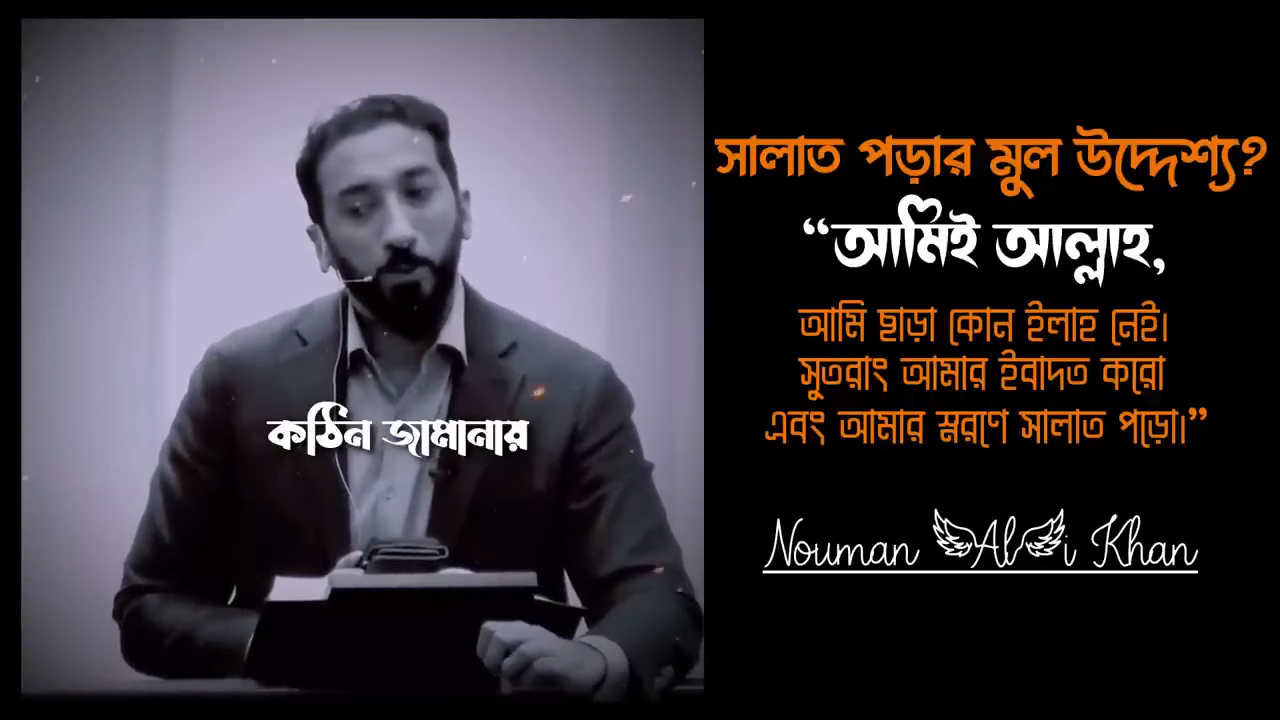 কঠিন জামানার
সালাত পড়ার মুল উদ্দেশ্য?
“আমিই আল্লাহ,
আমি ছাড়া কোন ইলাহ নেই।
সুতরাং আমার ইবাদত করো
এবং আমার স্মরণে সালাত পড়ো।”
Nouman Ali Khan